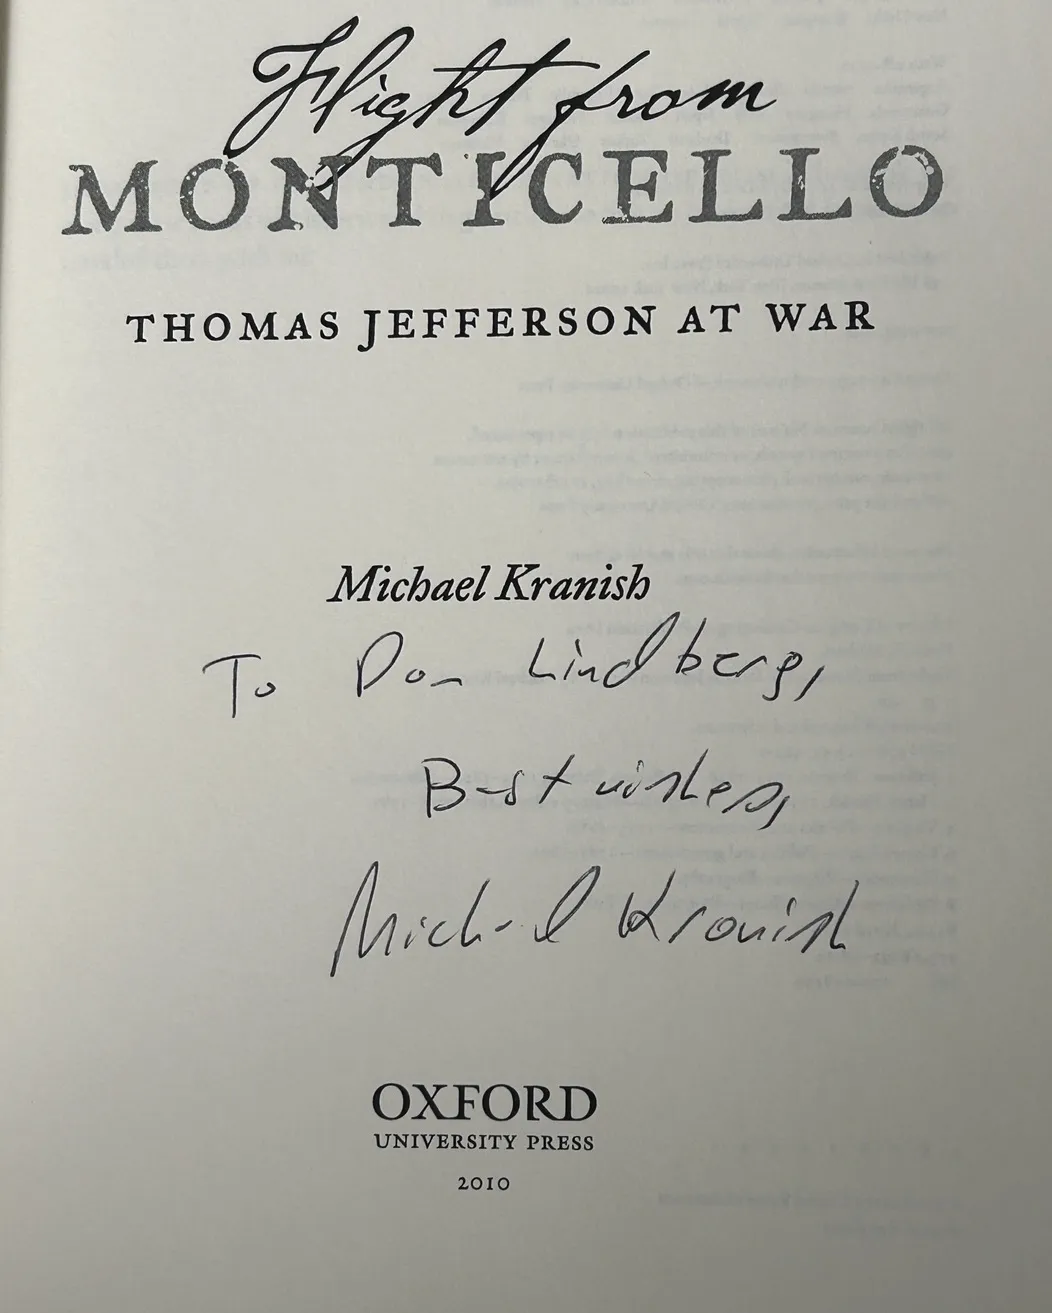 Flight from
MONTICELLO
THOMAS JEFFERSON AT WAR
Michael Kranish
To Don Lindberg,
Best wishes,
Michael Kranish
OXFORD
UNIVERSITY PRESS
2010